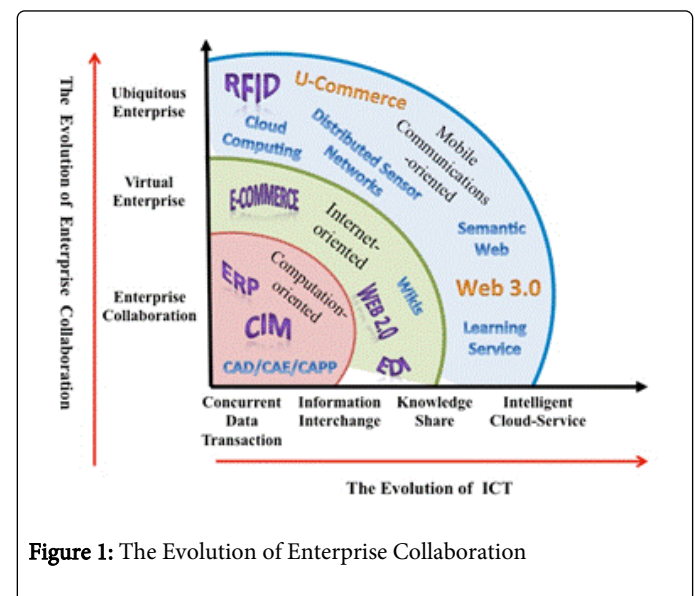 The Evolution of Enterprise Collaboration
Ubiquitous
Enterprise
Virtual
Enterprise
Enterprise
Collaboration
RFID
U-Commerce
Cloud
Computing
Distributed Sensor
Networks
Mobile
Communications
-oriented
Semantic
Web
Web 3.0
Learning
Service
E-COMMERCE
Internet-
oriented
Wikis
WEB 2.0
EDI
Computation-
oriented
ERP
CIM
CAD/CAE/CAPP
Concurrent
Data
Transaction
Information
Interchange
Knowledge
Share
Intelligent
Cloud-Service
The Evolution of ICT
Figure 1: The Evolution of Enterprise Collaboration